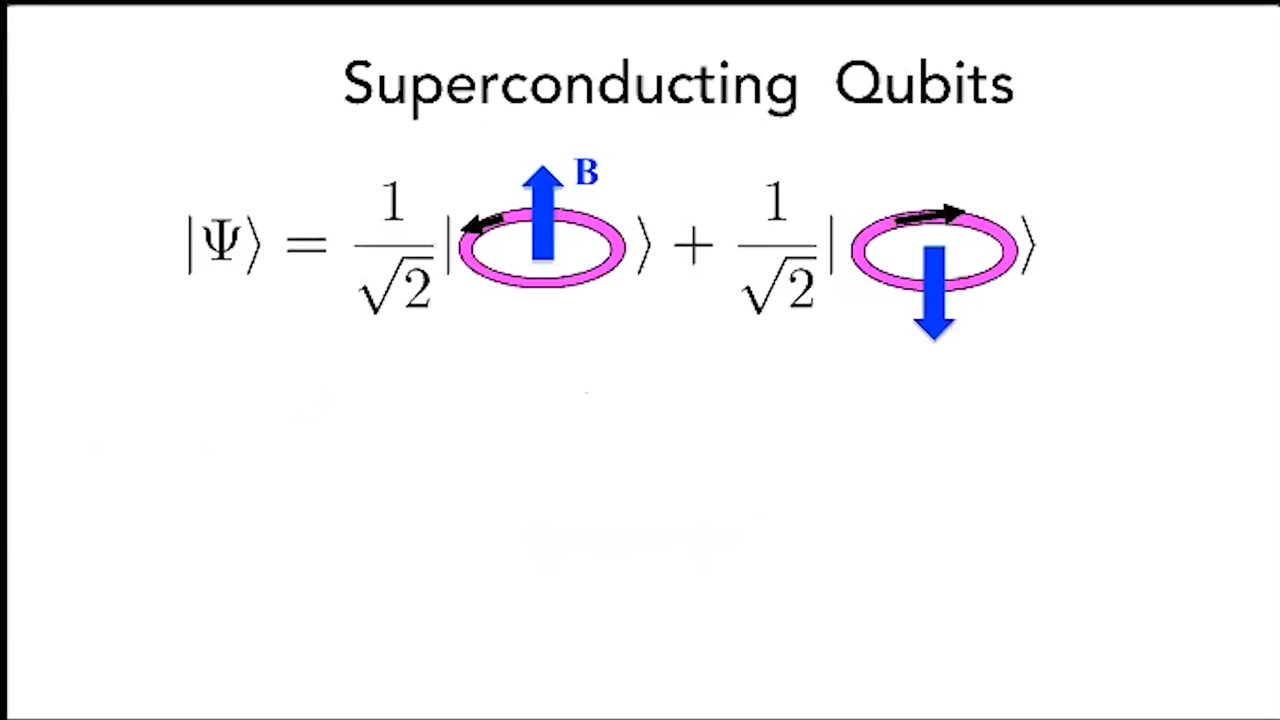 Superconducting Qubits
B
|Ψ⟩ = 1/√2 | ⟩ + 1/√2 | ⟩